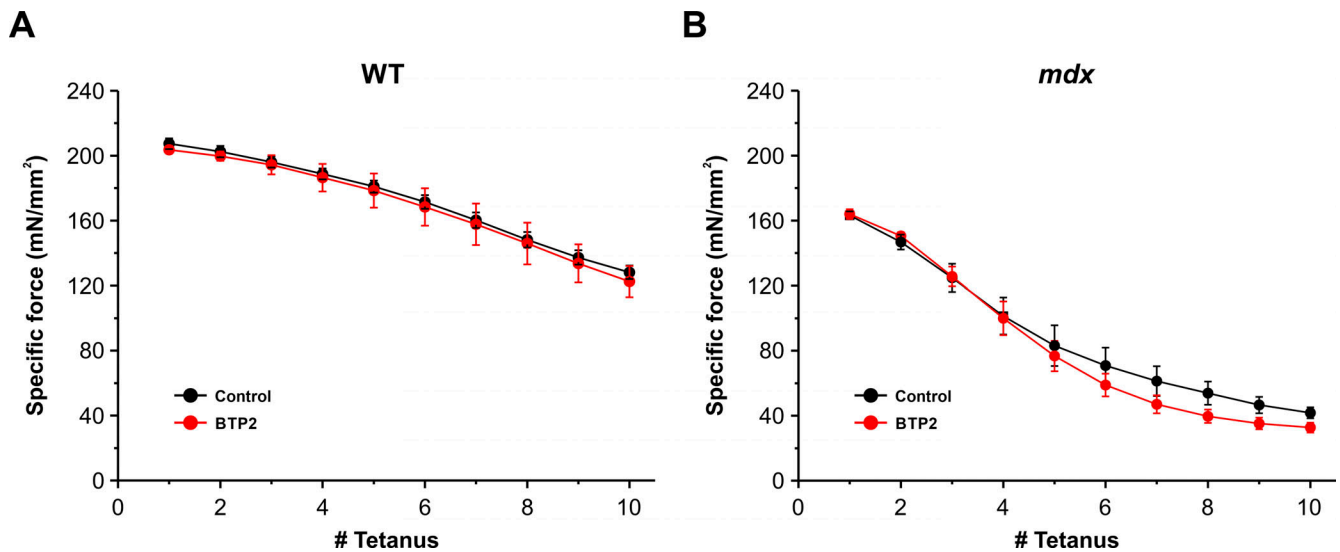 A
WT
240
200
160
120
80
40
0
Specific force (mN/mm²)
Control
BTP2
0 2 4 6 8 10
# Tetanus
B
mdx
240
200
160
120
80
40
0
Specific force (mN/mm²)
Control
BTP2
0 2 4 6 8 10
# Tetanus